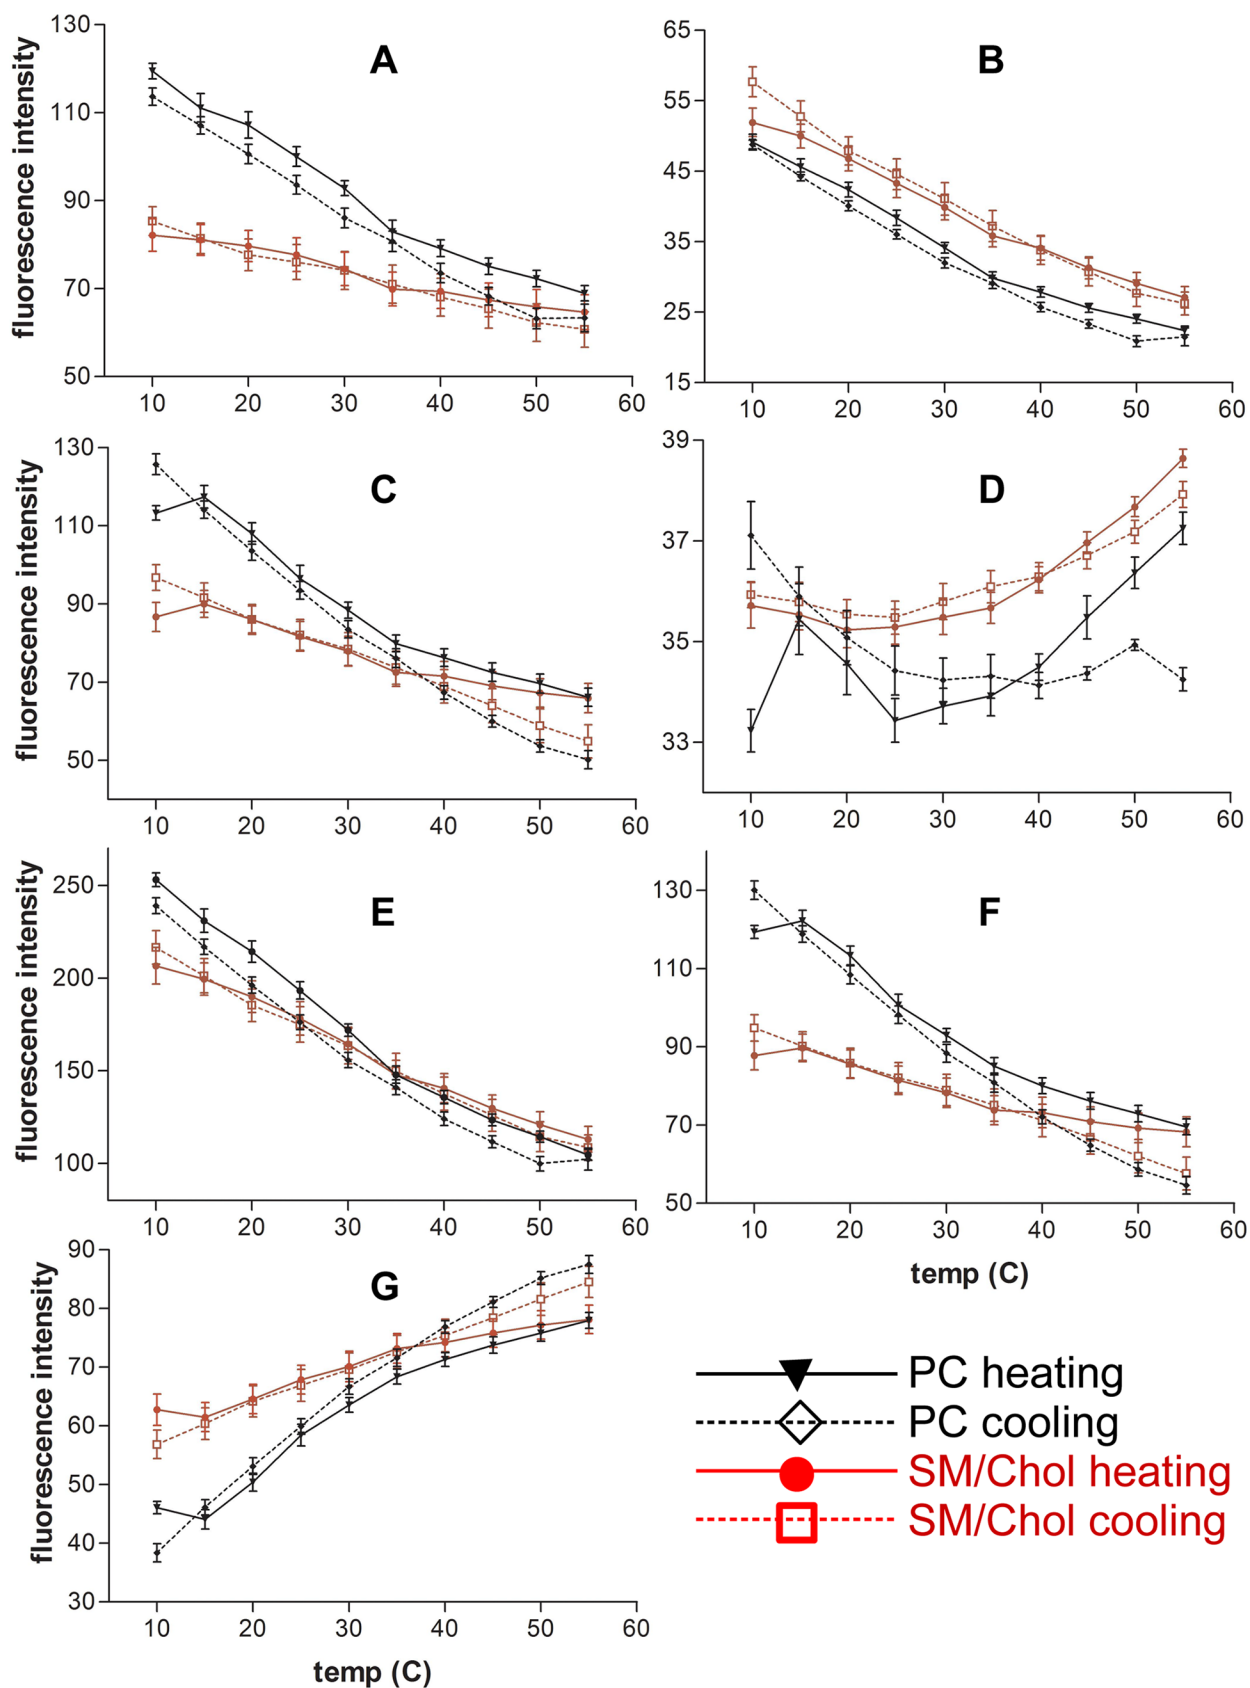 A
fluorescence intensity
130
110
90
70
50
10 20 30 40 50 60
B
65
55
45
35
25
15
10 20 30 40 50 60
C
fluorescence intensity
130
110
90
70
50
10 20 30 40 50 60
D
39
37
35
33
10 20 30 40 50 60
E
fluorescence intensity
250
200
150
100
10 20 30 40 50 60
F
130
110
90
70
50
10 20 30 40 50 60
temp (C)
G
fluorescence intensity
90
80
70
60
50
40
30
10 20 30 40 50 60
temp (C)
PC heating
PC cooling
SM/Chol heating
SM/Chol cooling